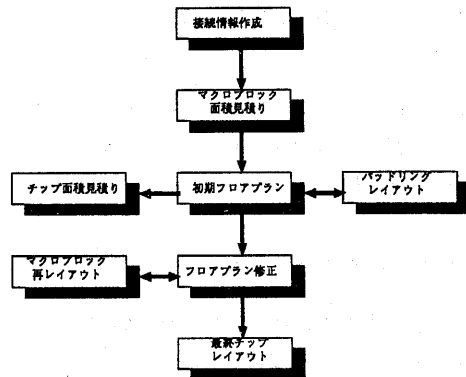 接続情報作成
マクロブロック
面積見積り
チップ面積見積り
初期フロアプラン
パッドリング
レイアウト
マクロブロック
再レイアウト
フロアプラン修正
最終チップ
レイアウト